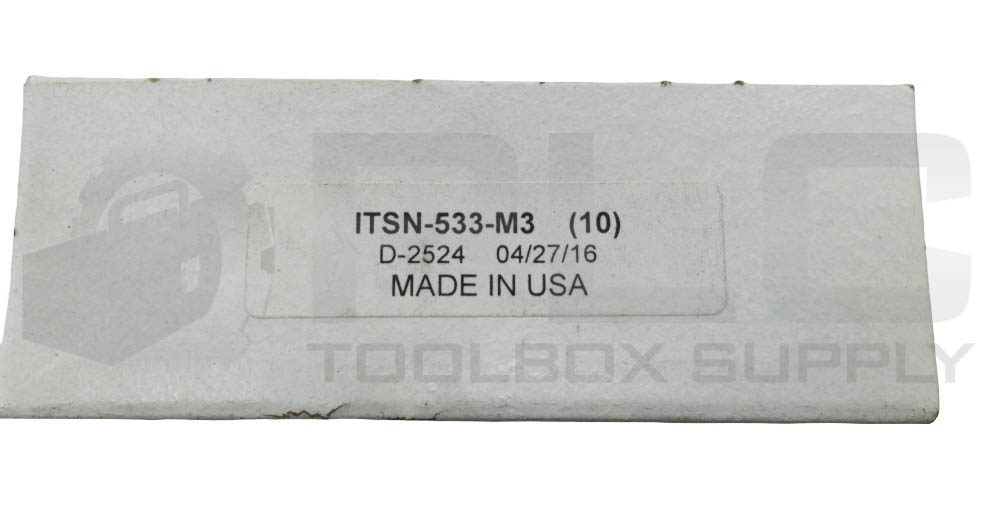 ITSN-533-M3 (10)
D-2524 04/27/16
MADE IN USA
PLC
TOOLBOX SUPPLY